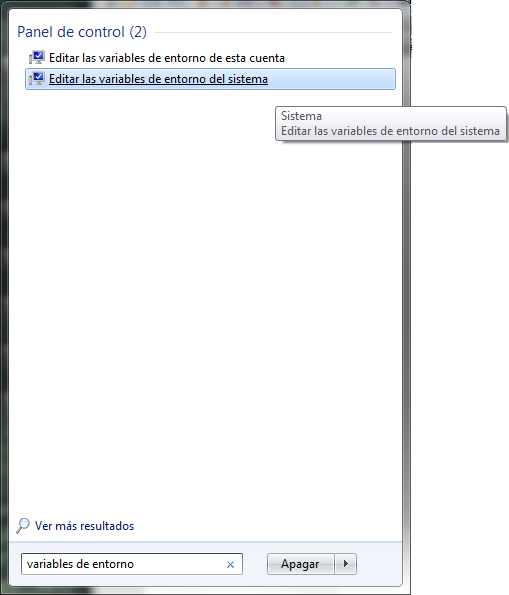 Panel de control (2)
Editar las variables de entorno de esta cuenta
Editar las variables de entorno del sistema
Sistema
Editar las variables de entorno del sistema
Ver más resultados
variables de entorno
Apagar